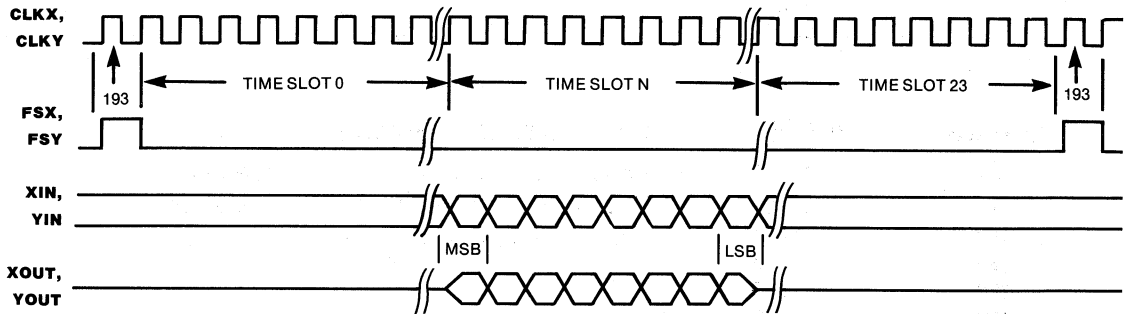 CLKX,
CLKY
TIME SLOT 0
TIME SLOT N
TIME SLOT 23
193
193
FSX,
FSY
XIN,
YIN
MSB
LSB
XOUT,
YOUT